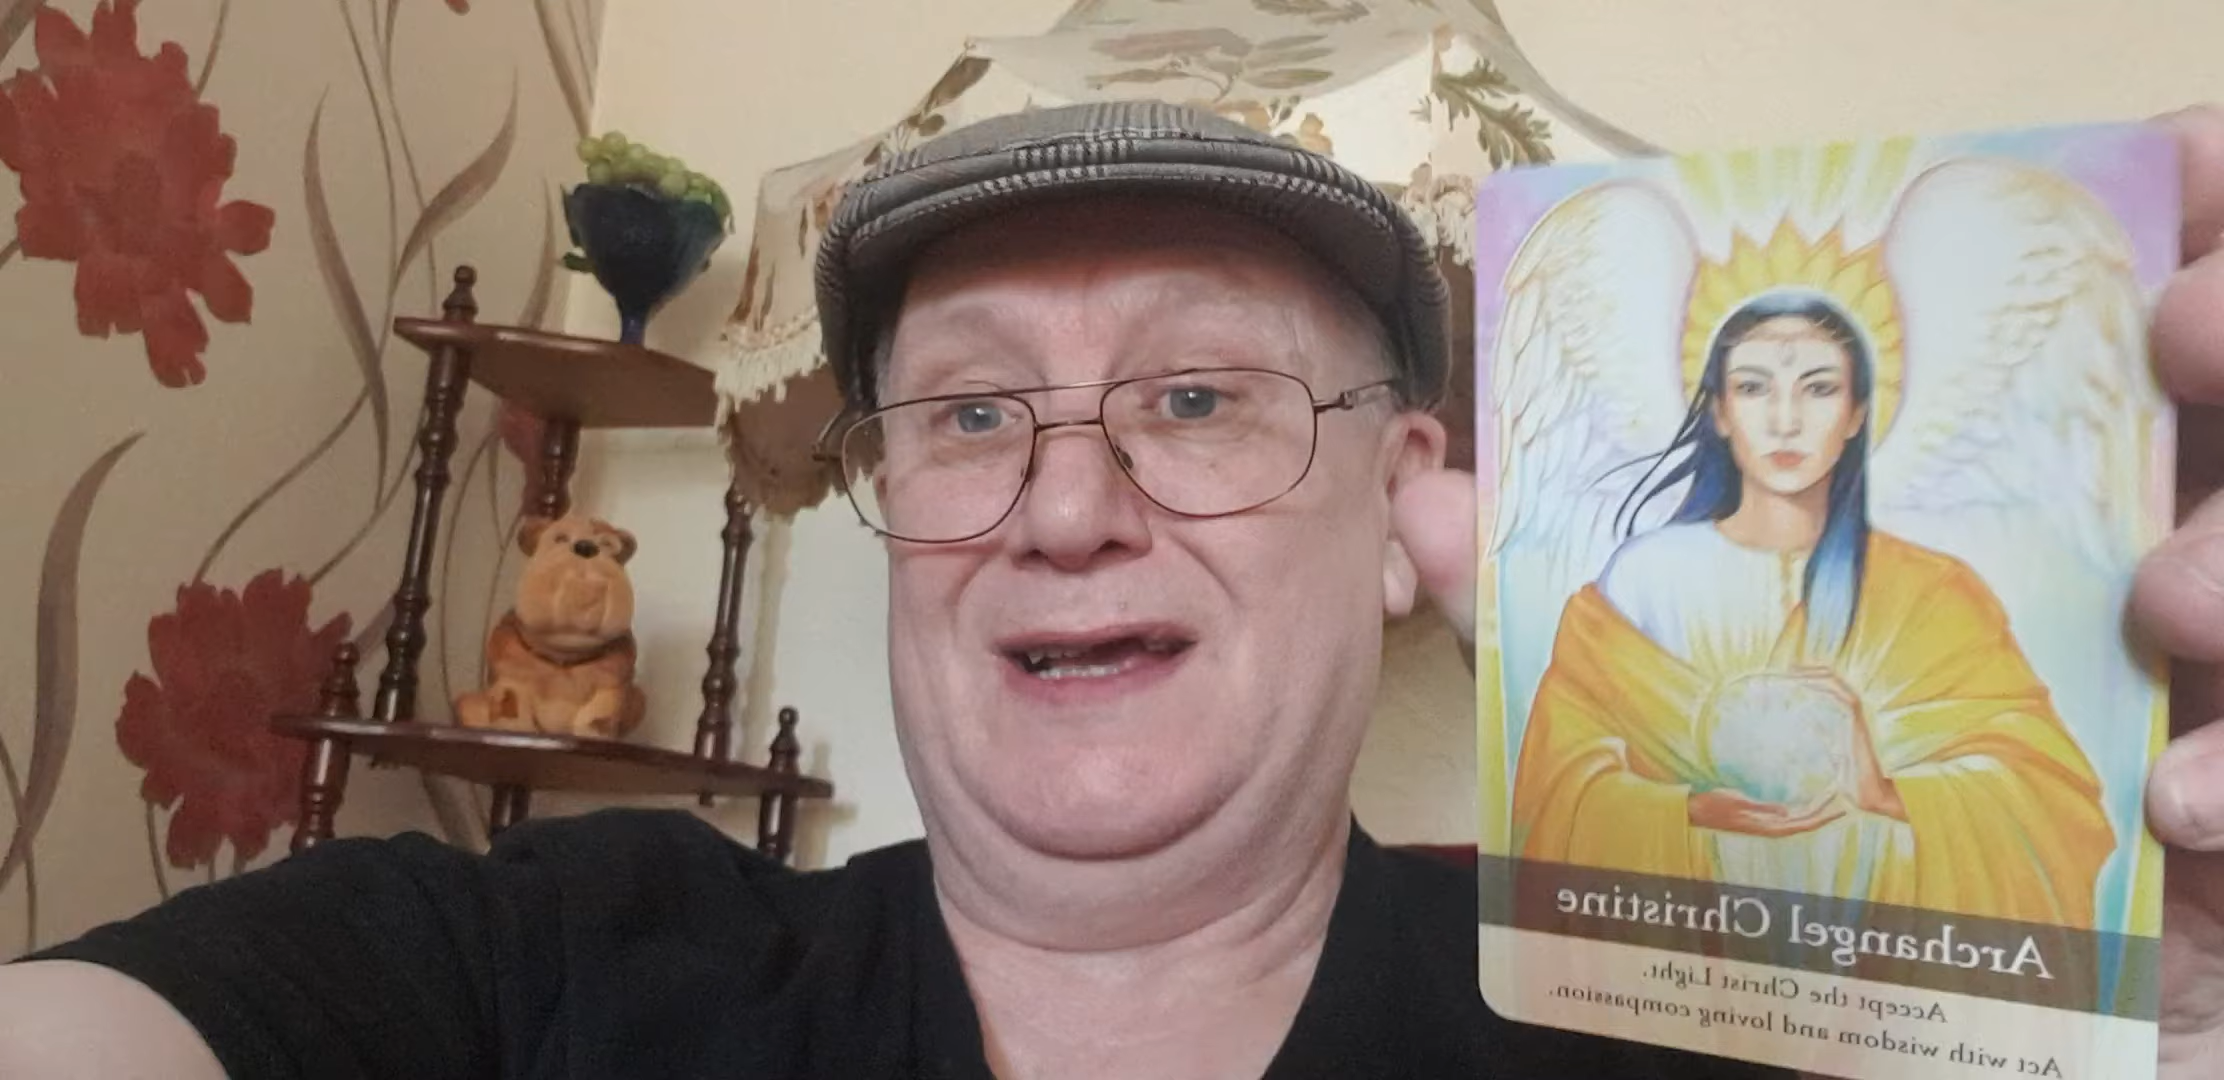 Archangel Christine
Accept the Christ Light.
Act with wisdom and loving compassion.